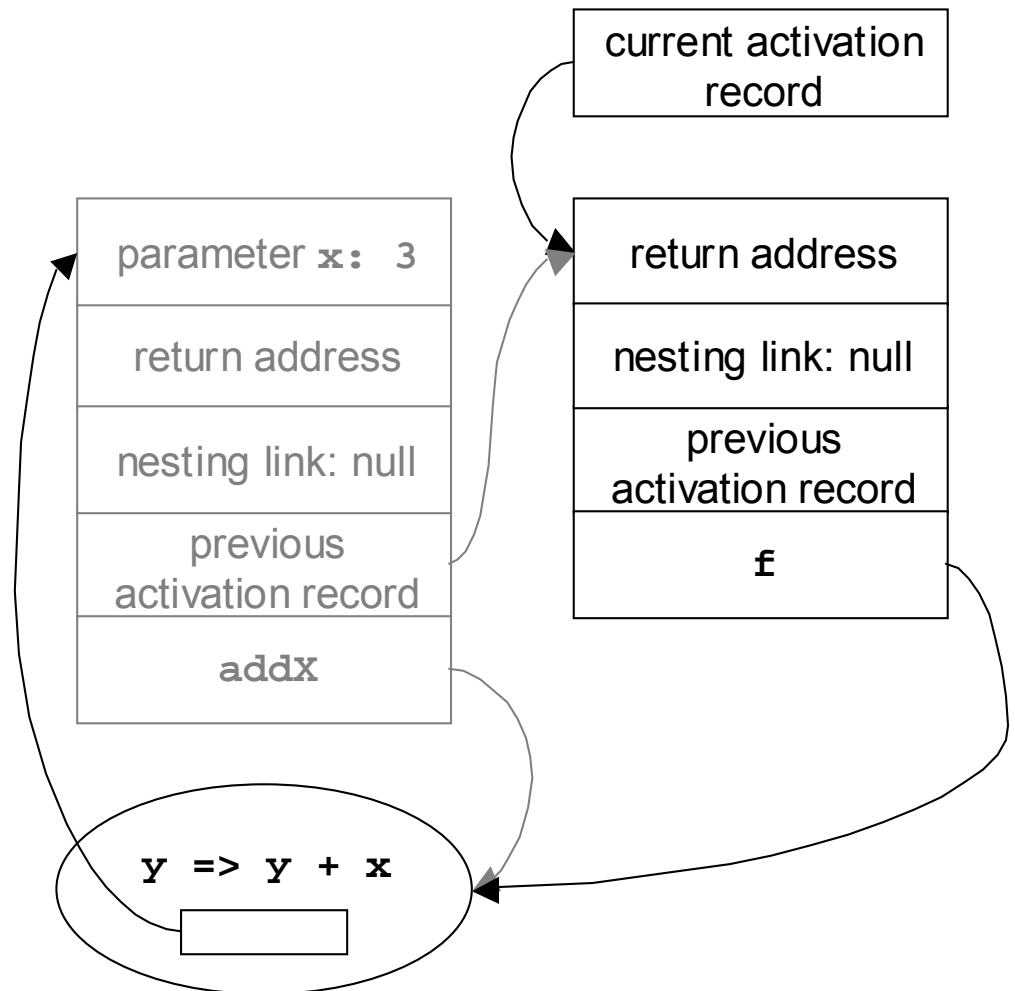 current activation
record
parameter x: 3
return address
nesting link: null
previous
activation record
addX
return address
nesting link: null
previous
activation record
f
y => y + x